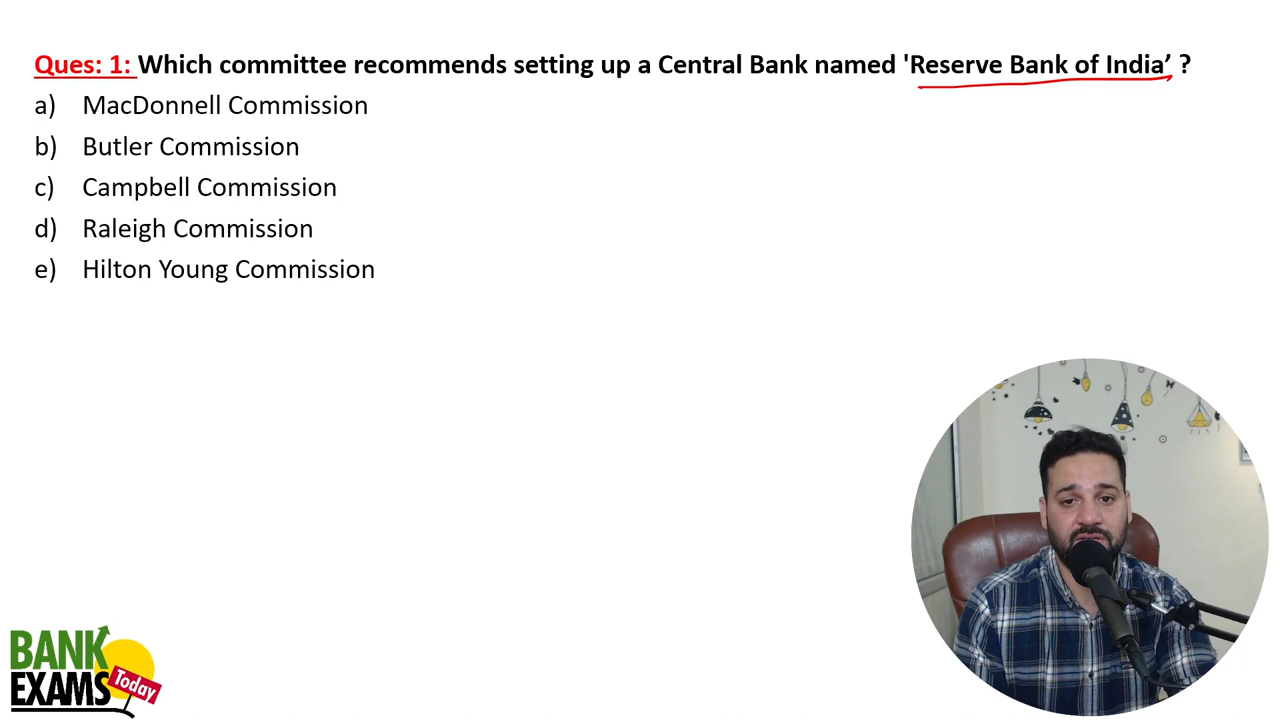 Ques: 1: Which committee recommends setting up a Central Bank named 'Reserve Bank of India’ ?
a) MacDonnell Commission
b) Butler Commission
c) Campbell Commission
d) Raleigh Commission
e) Hilton Young Commission
BANK
EXAMS
Today